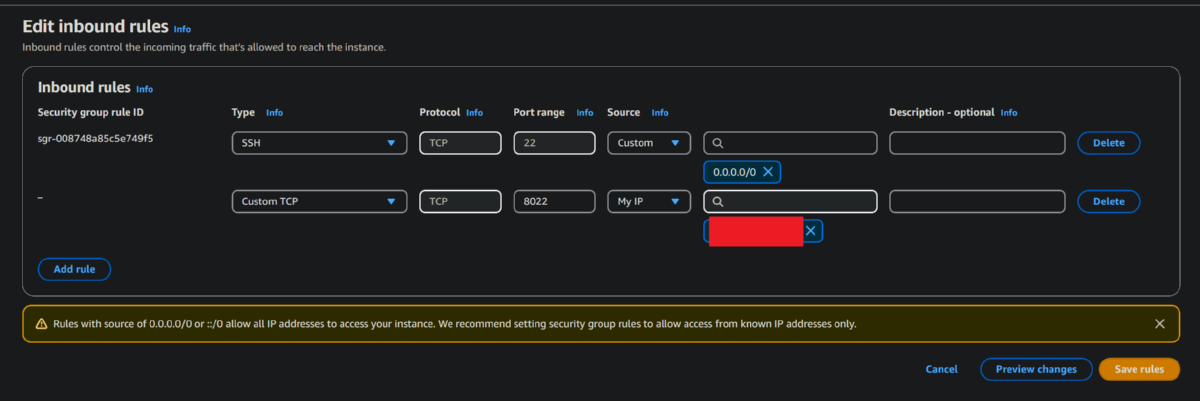 Edit inbound rules Info
Inbound rules control the incoming traffic that's allowed to reach the instance.
Inbound rules Info
Security group rule ID Type Info Protocol Info Port range Info Source Info Description - optional Info
sgr-008748a85c5e749f5 SSH TCP 22 Custom Delete
0.0.0.0/0
– Custom TCP TCP 8022 My IP Delete
Add rule
Rules with source of 0.0.0.0/0 or ::/0 allow all IP addresses to access your instance. We recommend setting security group rules to allow access from known IP addresses only.
Cancel Preview changes Save rules